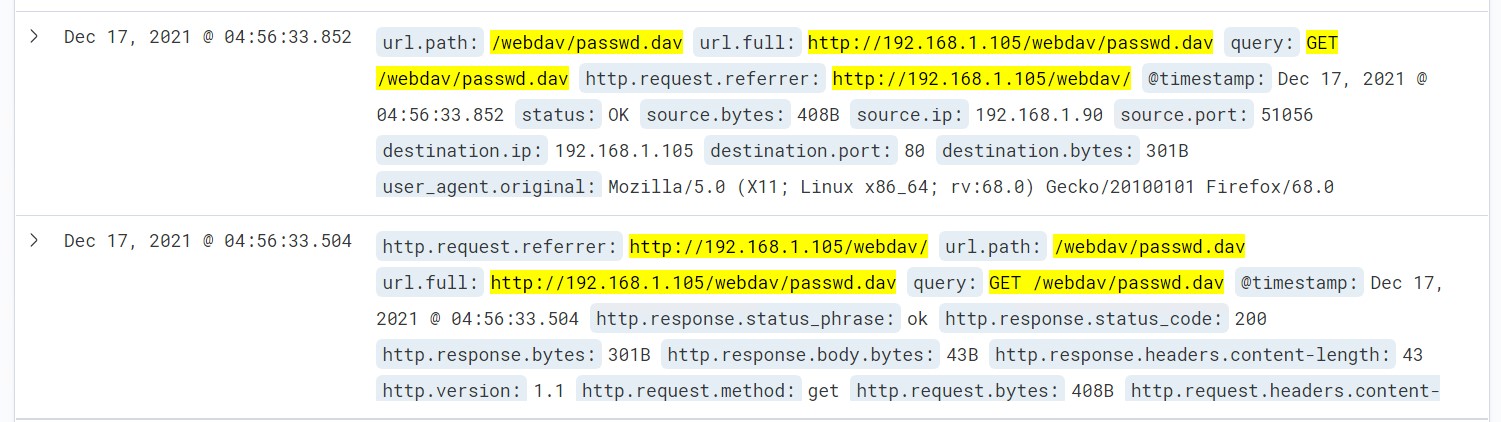 Dec 17, 2021 @ 04:56:33.852 url.path: /webdav/passwd.dav url.full: http://192.168.1.105/webdav/passwd.dav query: GET
/webdav/passwd.dav http.request.referrer: http://192.168.1.105/webdav/ @timestamp: Dec 17, 2021 @
04:56:33.852 status: OK source.bytes: 408B source.ip: 192.168.1.90 source.port: 51056
destination.ip: 192.168.1.105 destination.port: 80 destination.bytes: 301B
user_agent.original: Mozilla/5.0 (X11; Linux x86_64; rv:68.0) Gecko/20100101 Firefox/68.0
Dec 17, 2021 @ 04:56:33.504 http.request.referrer: http://192.168.1.105/webdav/ url.path: /webdav/passwd.dav
url.full: http://192.168.1.105/webdav/passwd.dav query: GET /webdav/passwd.dav @timestamp: Dec 17,
2021 @ 04:56:33.504 http.response.status_phrase: ok http.response.status_code: 200
http.response.bytes: 301B http.response.body.bytes: 43B http.response.headers.content-length: 43
http.version: 1.1 http.request.method: get http.request.bytes: 408B http.request.headers.content-